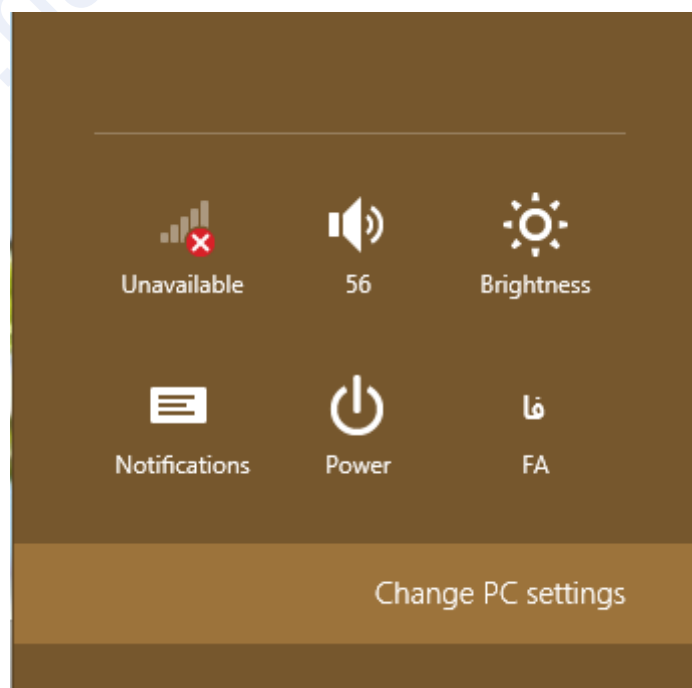 Unavailable 56 Brightness
Notifications Power فا
FA
Change PC settings